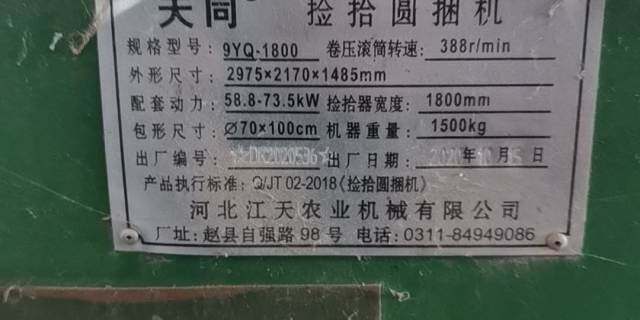 天同® 捡拾圆捆机
规格型号: 9YQ-1800 卷压滚筒转速: 388r/min
外形尺寸: 2975×2170×1485mm
配套动力: 58.8-73.5kW 捡拾器宽度: 1800mm
包形尺寸: Ø70×100cm 机器重量: 1500kg
出厂编号: 出厂日期: 年 月 日
产品执行标准: Q/JT 02-2018(捡拾圆捆机)
河北江天农业机械有限公司
厂址: 赵县自强路98号 电话: 0311-84949086